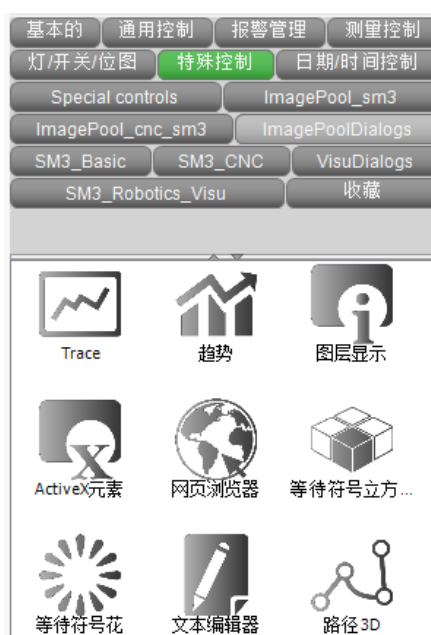 基本的 通用控制 报警管理 测量控制
灯/开关/位图 特殊控制 日期/时间控制
Special controls ImagePool_sm3
ImagePool_cnc_sm3 ImagePoolDialogs
SM3_Basic SM3_CNC VisuDialogs
SM3_Robotics_Visu 收藏
Trace 趋势 图层显示
ActiveX元素 网页浏览器 等待符号立方...
等待符号花 文本编辑器 路径3D